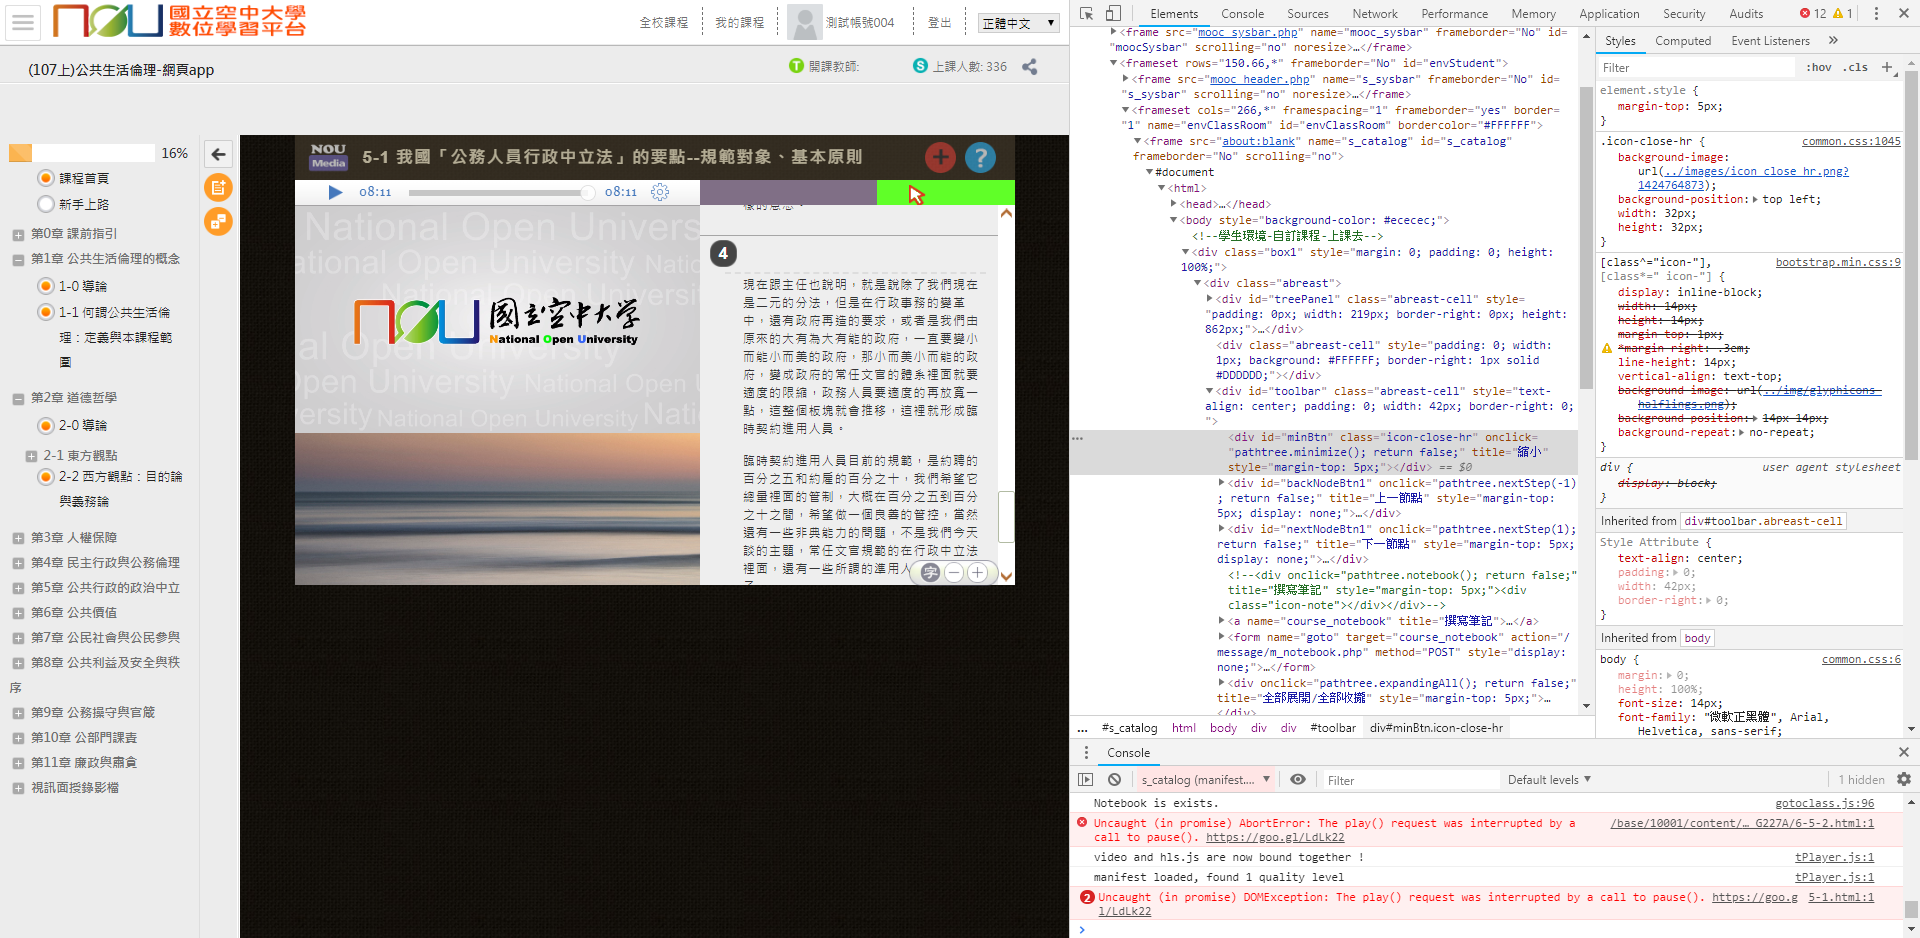 nou 國立空中大學
數位學習平台
全校課程
我的課程
測試帳號004
登出
正體中文
(107上)公共生活倫理-網頁app
T 開課教師:
S 上課人數: 336
16%
課程首頁
新手上路
第0章 課前指引
第1章 公共生活倫理的概念
1-0 導論
1-1 何謂公共生活倫
理：定義與本課程範
圍
第2章 道德哲學
2-0 導論
2-1 東方觀點
2-2 西方觀點：目的論
與義務論
第3章 人權保障
第4章 民主行政與公務倫理
第5章 公共行政的政治中立
第6章 公共價值
第7章 公民社會與公民參與
第8章 公共利益及安全與秩
序
第9章 公務操守與官箴
第10章 公部門課責
第11章 廉政與肅貪
視訊面授錄影檔
NOU
Media
5-1 我國「公務人員行政中立法」的要點--規範對象、基本原則
08:11
08:11
National Open Univers
ational Open University National Open
National Open Universit
nou 國立空中大學
National Open University
al Open U
Open University National Open U
versity National Open University Nation
4
現在跟主任也說明，就是說除了我們現在
是二元的分法，但是在行政事務的變革
中，還有政府再造的要求，或者是我們由
原來的大有為大有能的政府，一直要變小
而能小而美的政府，那小而美小而能的政
府，變成政府的常任文官的體系裡面就要
適度的限縮，政務人員要適度的再放寬一
點，這整個板塊就會推移，這裡就形成臨
時契約進用人員。
臨時契約進用人員目前的規範，是約聘的
百分之五和約雇的百分之十，我們希望它
總量裡面的管制，大概在百分之五到百分
之十之間，希望做一個良善的管控，當然
還有一些非典能力的問題，不是我們今天
談的主題，常任文官規範的在行政中立法
裡面，還有一些所謂的準用人
字
Elements
Console
Sources
Network
Performance
Memory
Application
Security
Audits
12
1
<frame src="mooc_sysbar.php" name="mooc_sysbar" frameborder="No" id=
"moocSysbar" scrolling="no" noresize>…</frame>
<frameset rows="150.66,*" frameborder="No" id="envStudent">
<frame src="mooc_header.php" name="s_sysbar" frameborder="No" id=
"s_sysbar" scrolling="no" noresize>…</frame>
<frameset cols="266,*" framespacing="1" frameborder="yes" border=
"1" name="envClassRoom" id="envClassRoom" bordercolor="#FFFFFF">
<frame src="about:blank" name="s_catalog" id="s_catalog"
frameborder="No" scrolling="no">
#document
<html>
<head>…</head>
<body style="background-color: #ececec;">
<!--學生環境-自訂課程-上課去-->
<div class="box1" style="margin: 0; padding: 0; height:
100%;">
<div class="abreast">
<div id="treePanel" class="abreast-cell" style=
"padding: 0px; width: 219px; border-right: 0px; height:
862px;">…</div>
<div class="abreast-cell" style="padding: 0; width:
1px; background: #FFFFFF; border-right: 1px solid
#DDDDDD;"></div>
<div id="toolbar" class="abreast-cell" style="text-
align: center; padding: 0; width: 42px; border-right: 0;
">
<div id="minBtn" class="icon-close-hr" onclick=
"pathtree.minimize(); return false;" title="縮小"
style="margin-top: 5px;"></div> == $0
<div id="backNodeBtn1" onclick="pathtree.nextStep(-1)
; return false;" title="上一節點" style="margin-top:
5px; display: none;">…</div>
<div id="nextNodeBtn1" onclick="pathtree.nextStep(1);
return false;" title="下一節點" style="margin-top: 5px;
display: none;">…</div>
<!--<div onclick="pathtree.notebook(); return false;"
title="撰寫筆記" style="margin-top: 5px;"><div
class="icon-note"></div></div>-->
<a name="course_notebook" title="撰寫筆記">…</a>
<form name="goto" target="course_notebook" action="/
message/m_notebook.php" method="POST" style="display:
none;">…</form>
<div onclick="pathtree.expandingAll(); return false;"
title="全部展開/全部收攏" style="margin-top: 5px;">…
</div>
... #s_catalog html body div div #toolbar div#minBtn.icon-close-hr
Styles
Computed
Event Listeners
Filter
:hov .cls +
element.style {
margin-top: 5px;
}
.icon-close-hr { common.css:1045
background-image:
url(../images/icon_close_hr.png?
1424764873);
background-position: top left;
width: 32px;
height: 32px;
}
[class^="icon-"], bootstrap.min.css:9
[class*=" icon-"] {
display: inline-block;
width: 14px;
height: 14px;
margin-top: 1px;
*margin-right: .3em;
line-height: 14px;
vertical-align: text-top;
background-image: url(../img/glyphicons-
halflings.png);
background-position: 14px 14px;
background-repeat: no-repeat;
}
div { user agent stylesheet
display: block;
}
Inherited from div#toolbar.abreast-cell
Style Attribute {
text-align: center;
padding: 0;
width: 42px;
border-right: 0;
}
Inherited from body
body { common.css:6
margin: 0;
height: 100%;
font-size: 14px;
font-family: "微軟正黑體", Arial,
Helvetica, sans-serif;
Console
s_catalog (manifest....
Filter
Default levels
1 hidden
Notebook is exists. gotoclass.js:96
Uncaught (in promise) AbortError: The play() request was interrupted by a /base/10001/content/… G227A/6-5-2.html:1
call to pause(). https://goo.gl/LdLk22
video and hls.js are now bound together ! tPlayer.js:1
manifest loaded, found 1 quality level tPlayer.js:1
2 Uncaught (in promise) DOMException: The play() request was interrupted by a call to pause(). https://goo.g 5-1.html:1
l/LdLk22